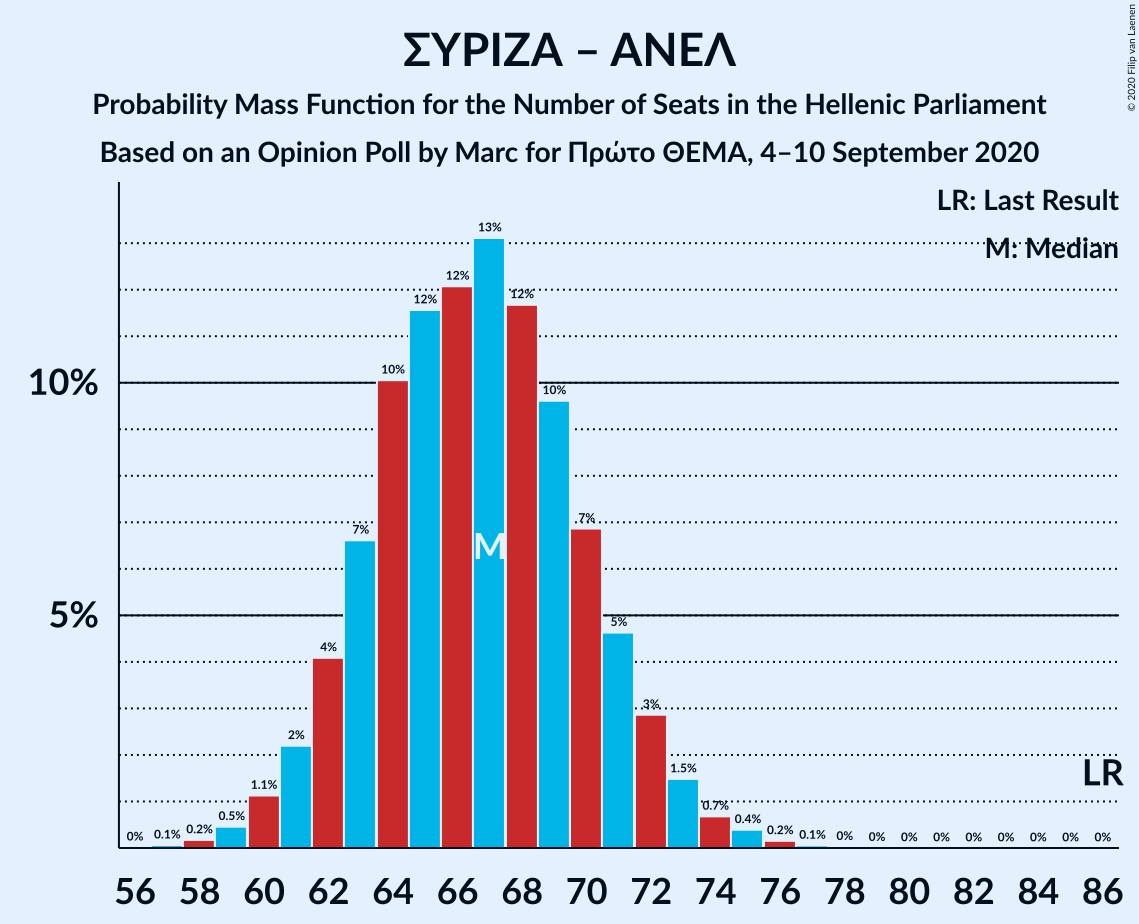 ΣΥΡΙΖΑ – ΑΝΕΛ
Probability Mass Function for the Number of Seats in the Hellenic Parliament
Based on an Opinion Poll by Marc for Πρώτο ΘΕΜΑ, 4–10 September 2020
© 2020 Filip van Laenen
LR: Last Result
M: Median
10%
5%
0% 0.1% 0.2% 0.5% 1.1% 2% 4% 7% 10% 12% 12% 13% 12% 10% 7% 5% 3% 1.5% 0.7% 0.4% 0.2% 0.1% 0% 0% 0% 0% 0% 0% 0% 0% 0%
M
LR
56 58 60 62 64 66 68 70 72 74 76 78 80 82 84 86